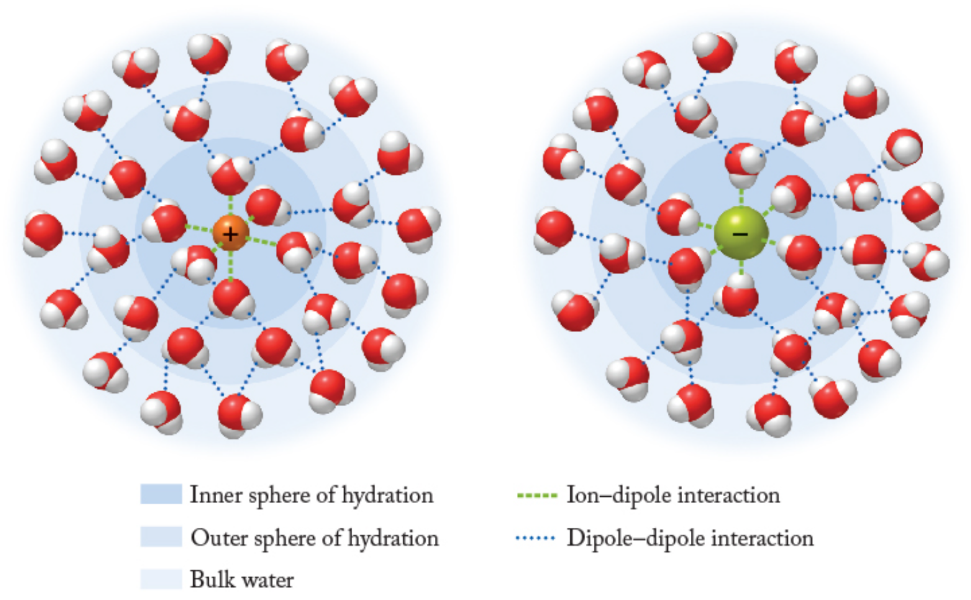 +
−
Inner sphere of hydration
Ion–dipole interaction
Outer sphere of hydration
Dipole–dipole interaction
Bulk water